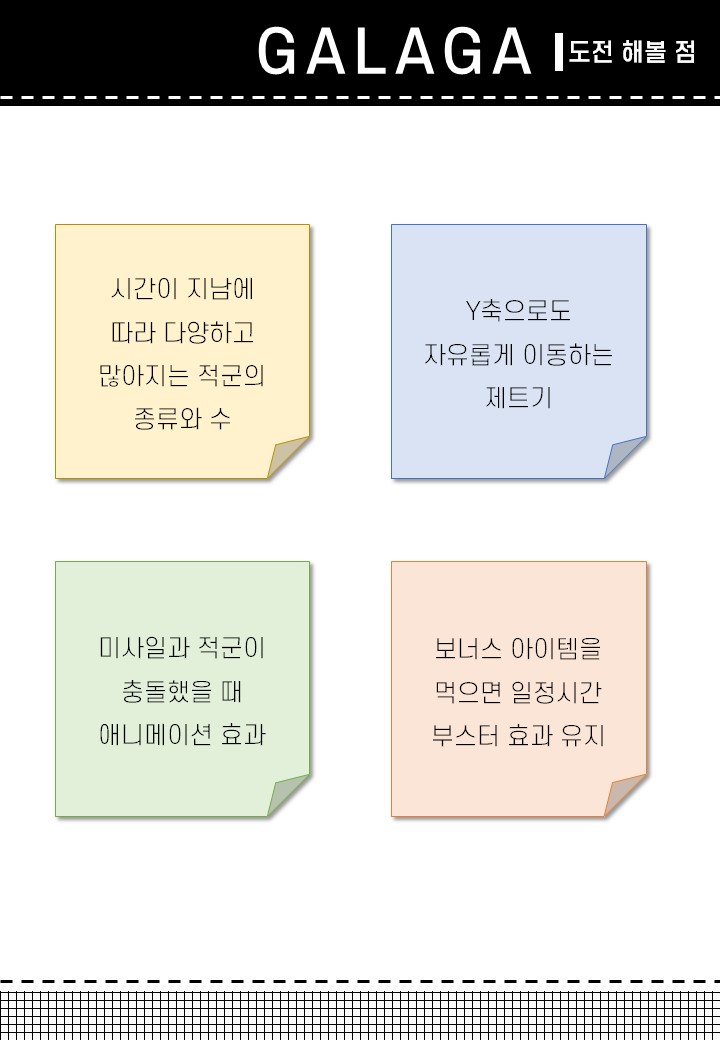 GALAGA 도전 해볼 점
시간이 지남에
따라 다양하고
많아지는 적군의
종류와 수
Y축으로도
자유롭게 이동하는
제트기
미사일과 적군이
충돌했을 때
애니메이션 효과
보너스 아이템을
먹으면 일정시간
부스터 효과 유지